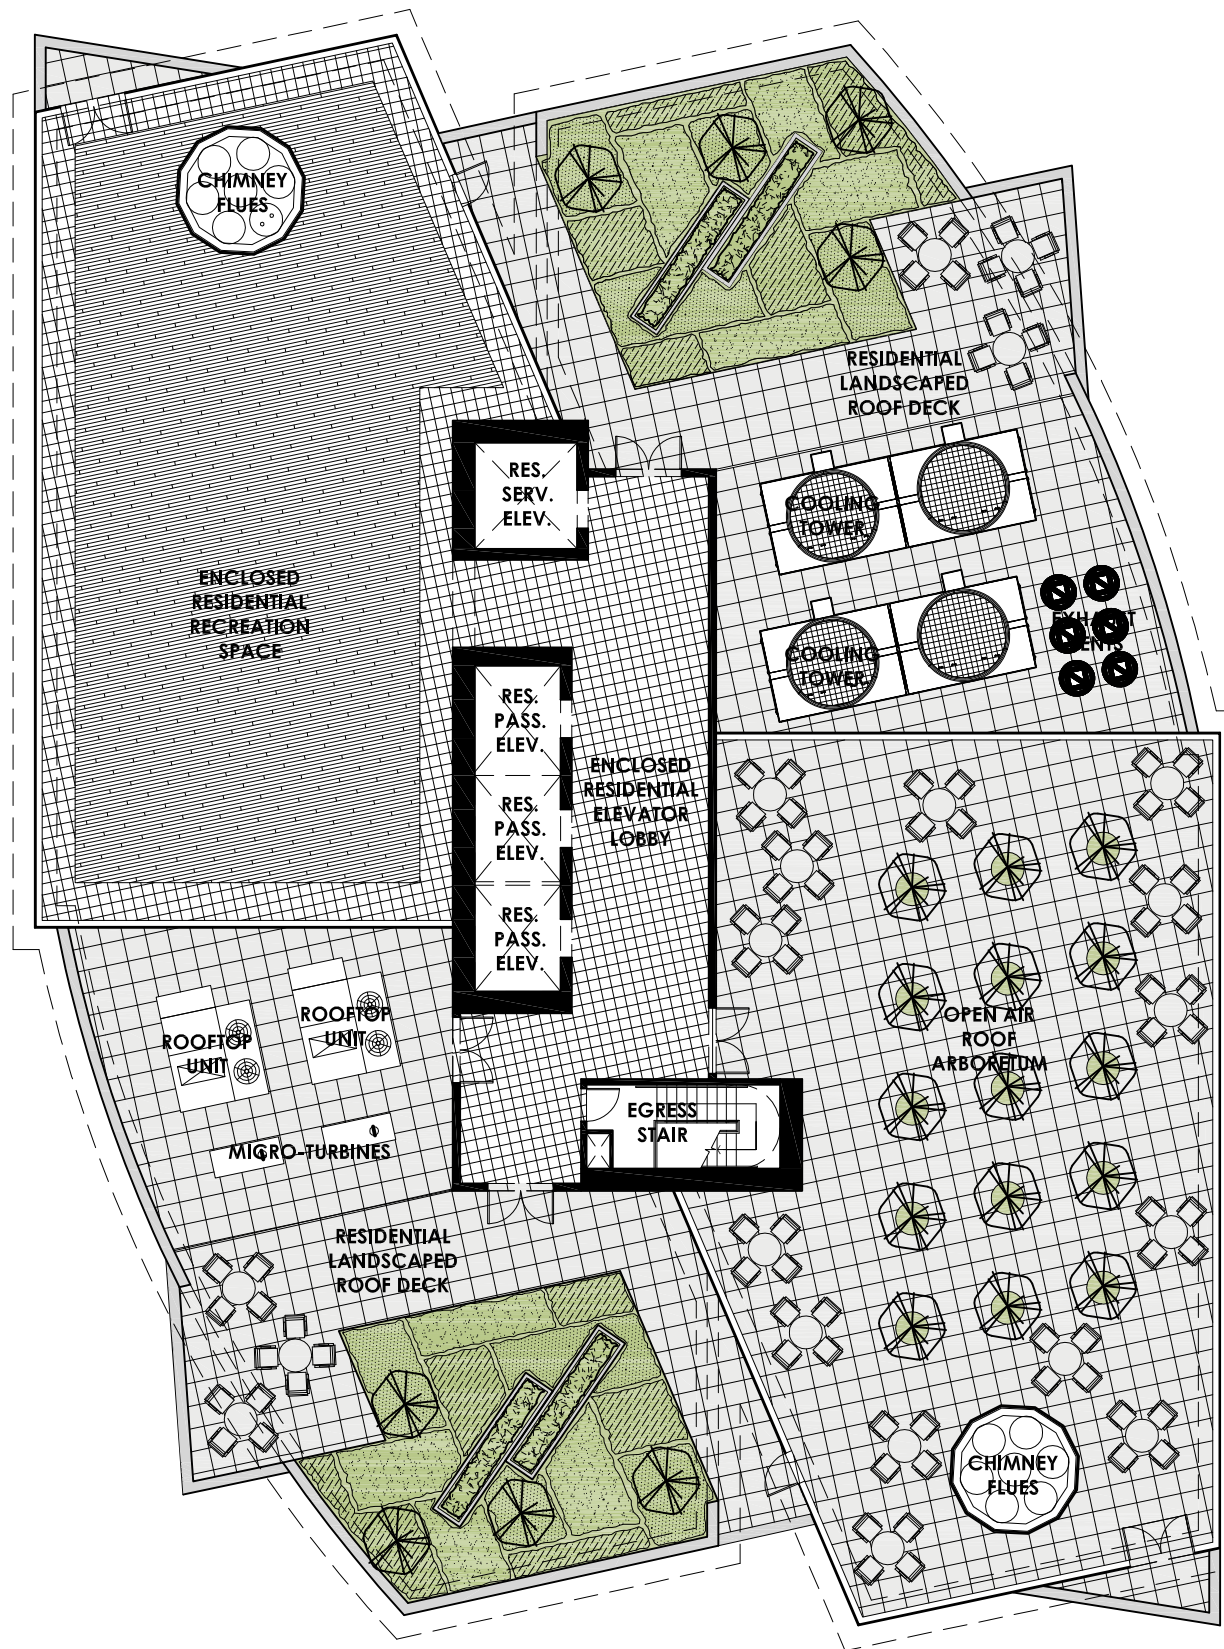 CHIMNEY
FLUES
RESIDENTIAL
LANDSCAPED
ROOF DECK
RES.
SERV.
ELEV.
COOLING
TOWER
ENCLOSED
RESIDENTIAL
RECREATION
SPACE
EXHAUST
VENTS
COOLING
TOWER
RES.
PASS.
ELEV.
ENCLOSED
RESIDENTIAL
ELEVATOR
LOBBY
RES.
PASS.
ELEV.
RES.
PASS.
ELEV.
ROOFTOP
UNIT
ROOFTOP
UNIT
OPEN AIR
ROOF
ARBORETUM
EGRESS
STAIR
MICRO-TURBINES
RESIDENTIAL
LANDSCAPED
ROOF DECK
CHIMNEY
FLUES